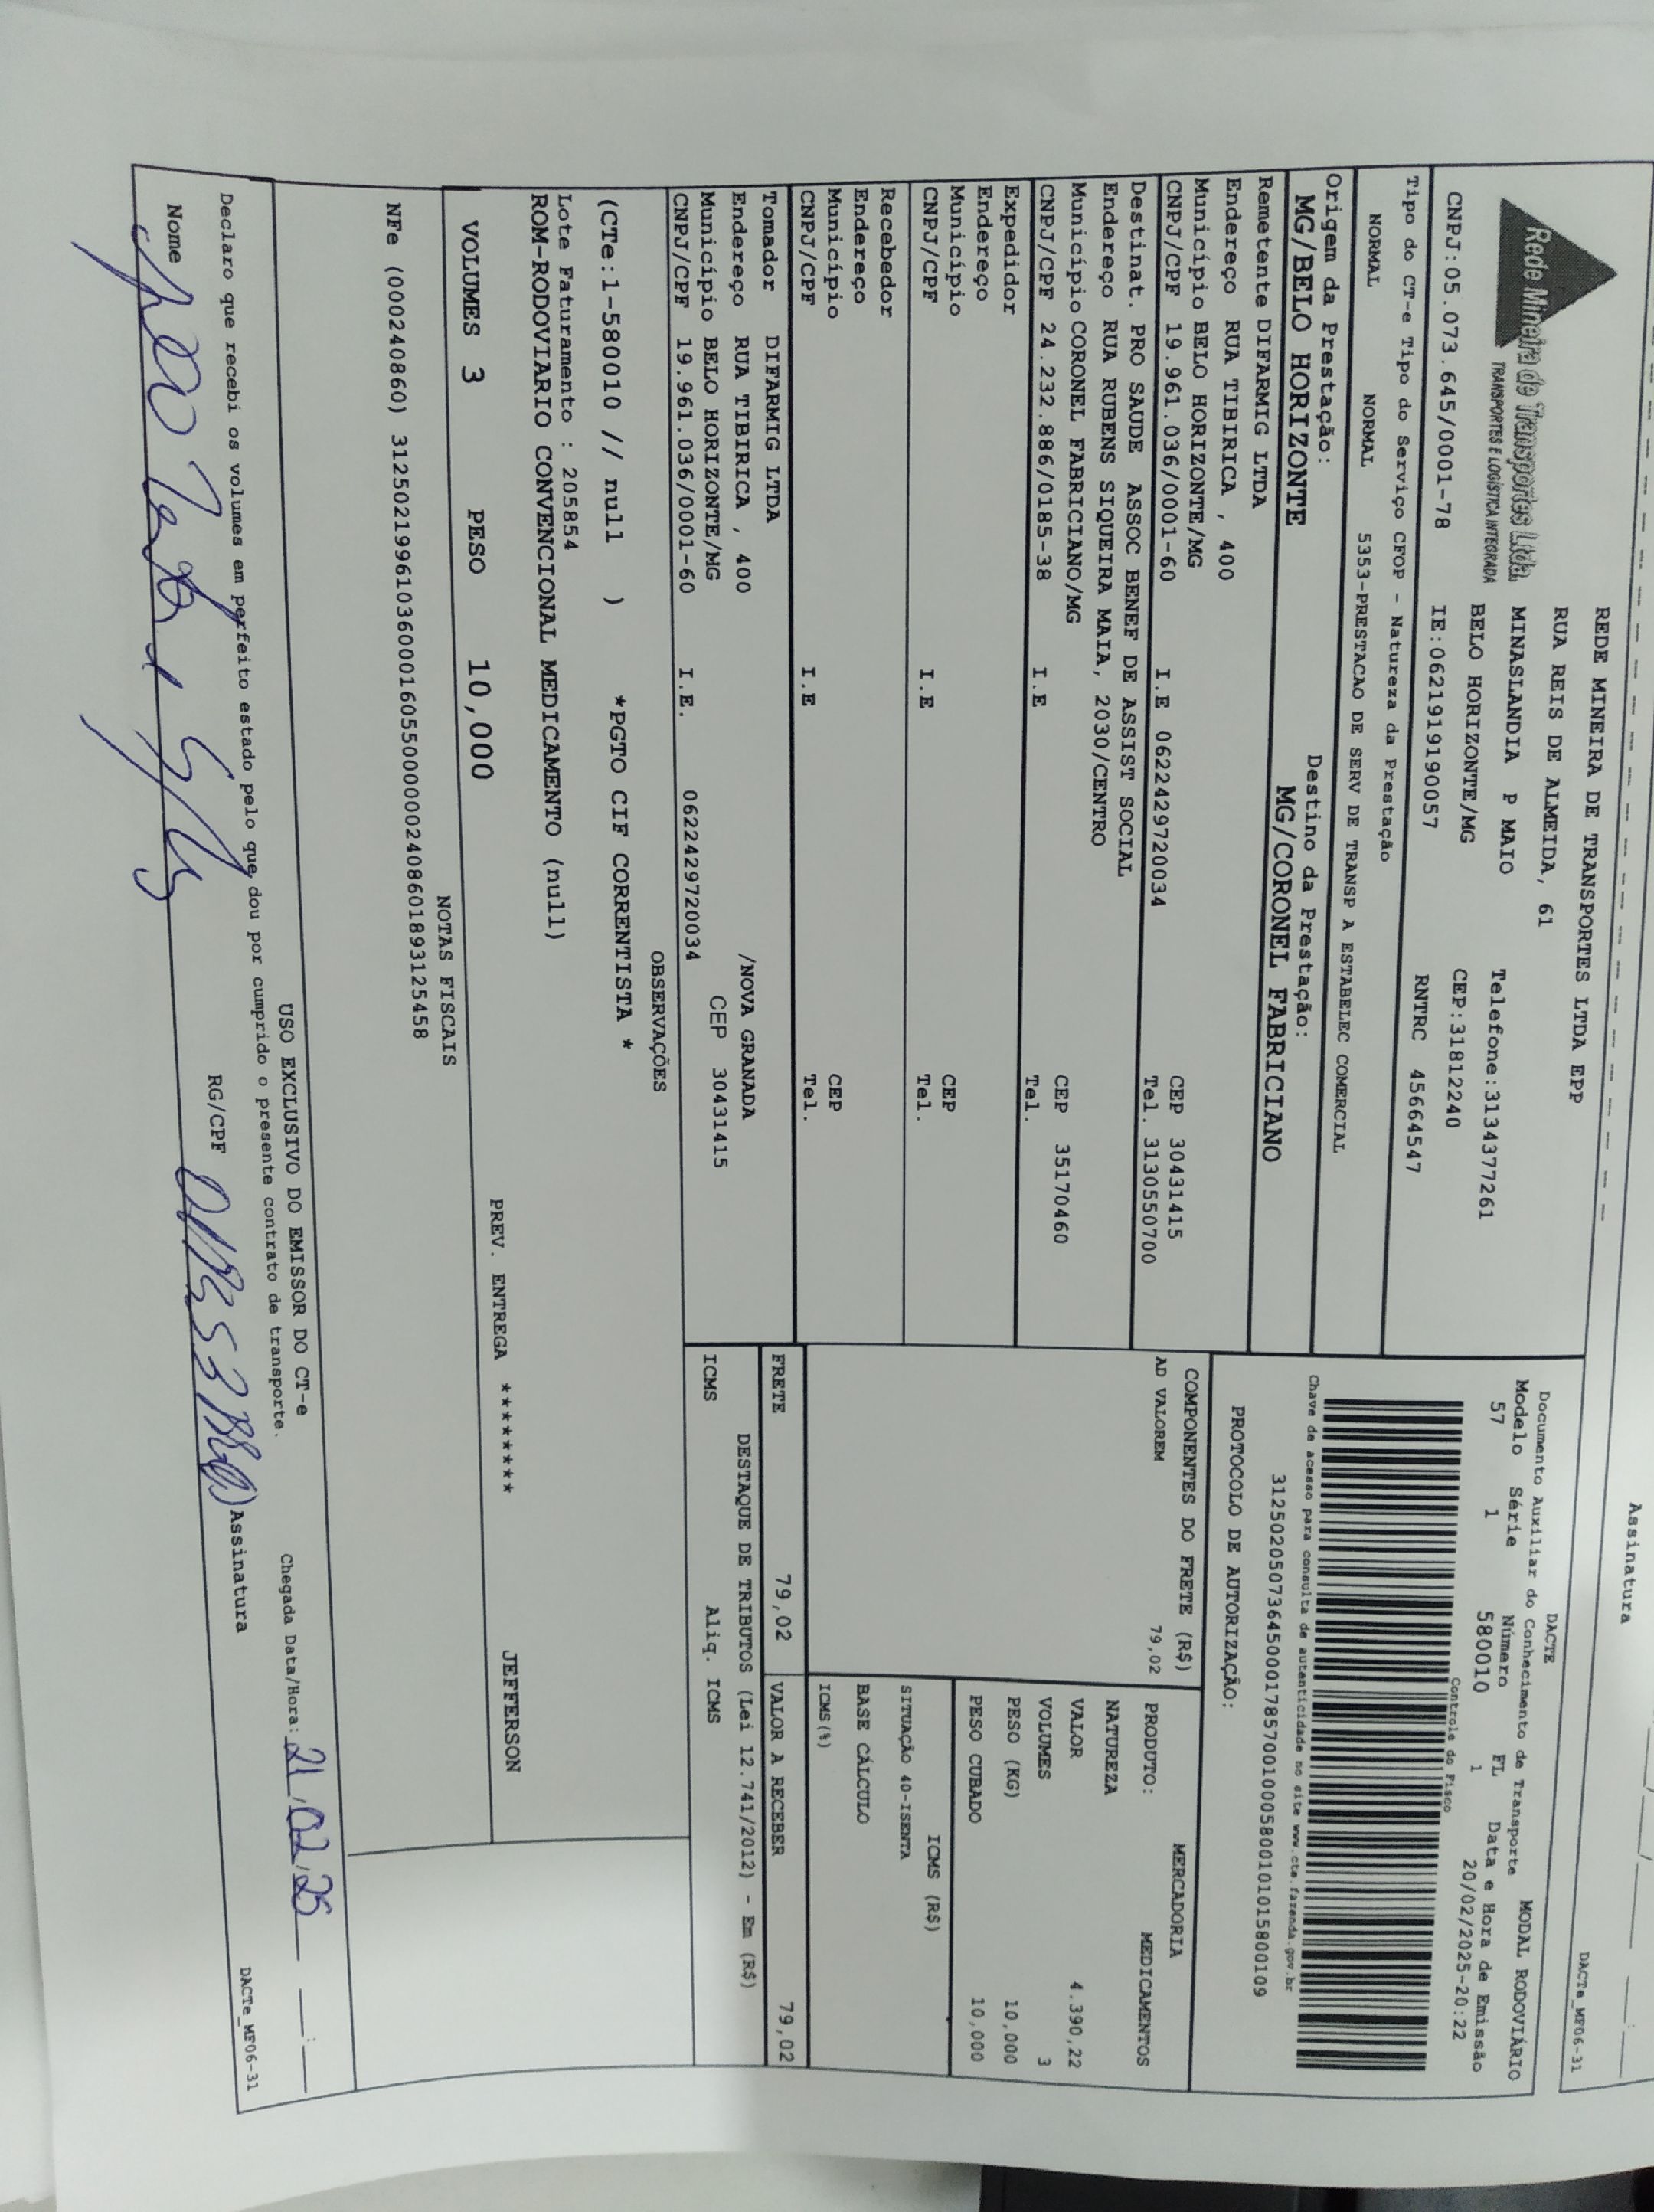 Assinatura
DACTe_MF06-31
Rede Mineira de Transportes Ltda.
TRANSPORTES E LOGÍSTICA INTEGRADA
REDE MINEIRA DE TRANSPORTES LTDA EPP
RUA REIS DE ALMEIDA, 61
MINASLANDIA P MAIO Telefone:3134377261
BELO HORIZONTE/MG CEP:31812240
CNPJ:05.073.645/0001-78 IE:0621919190057 RNTRC 45664547
Tipo do CT-e Tipo do Serviço CFOP - Natureza da Prestação
NORMAL NORMAL 5353-PRESTACAO DE SERV DE TRANSP A ESTABELEC COMERCIAL
Origem da Prestação: Destino da Prestação:
MG/BELO HORIZONTE MG/CORONEL FABRICIANO
DACTE
Documento Auxiliar do Conhecimento de Transporte MODAL RODOVIÁRIO
Modelo Série Número FL Data e Hora de Emissão
57 1 580010 1 20/02/2025-20:22
Controle do Fisco
Chave de acesso para consulta de autenticidade no site www.cte.fazenda.gov.br
31250205073645000178570010005800101015800109
PROTOCOLO DE AUTORIZAÇÃO:
Remetente DIFARMIG LTDA
Endereço RUA TIBIRICA , 400
Município BELO HORIZONTE/MG CEP 30431415
CNPJ/CPF 19.961.036/0001-60 I.E 0622429720034 Tel. 3130550700
Destinat. PRO SAUDE ASSOC BENEF DE ASSIST SOCIAL
Endereço RUA RUBENS SIQUEIRA MAIA, 2030/CENTRO
Município CORONEL FABRICIANO/MG CEP 35170460
CNPJ/CPF 24.232.886/0185-38 I.E Tel.
Expedidor
Endereço
Município CEP
CNPJ/CPF I.E Tel.
Recebedor
Endereço
Município CEP
CNPJ/CPF I.E Tel.
Tomador DIFARMIG LTDA
Endereço RUA TIBIRICA , 400 /NOVA GRANADA
Município BELO HORIZONTE/MG CEP 30431415
CNPJ/CPF 19.961.036/0001-60 I.E. 0622429720034
COMPONENTES DO FRETE (R$)
AD VALOREM 79,02
MERCADORIA
PRODUTO: MEDICAMENTOS
NATUREZA
VALOR 4.390,22
VOLUMES 3
PESO (KG) 10,000
PESO CUBADO 10,000
ICMS (R$)
SITUAÇÃO 40-ISENTA
BASE CÁLCULO
ICMS(%)
FRETE 79,02 VALOR A RECEBER 79,02
DESTAQUE DE TRIBUTOS (Lei 12.741/2012) - Em (R$)
ICMS Aliq. ICMS
OBSERVAÇÕES
(CTe:1-580010 // null ) *PGTO CIF CORRENTISTA *
Lote Faturamento : 205854
ROM-RODOVIARIO CONVENCIONAL MEDICAMENTO (null)
VOLUMES 3 PESO 10,000 PREV. ENTREGA ******** JEFFERSON
NOTAS FISCAIS
NFe (000240860) 31250219961036000160550000002408601893125458
USO EXCLUSIVO DO EMISSOR DO CT-e
Chegada Data/Hora: 21/02/25 __:__
Declaro que recebi os volumes em perfeito estado pelo que dou por cumprido o presente contrato de transporte.
Nome RG/CPF Assinatura
DACTe_MF06-31